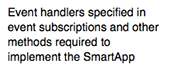 Event handlers specified in
event subscriptions and other
methods required to
implement the SmartApp